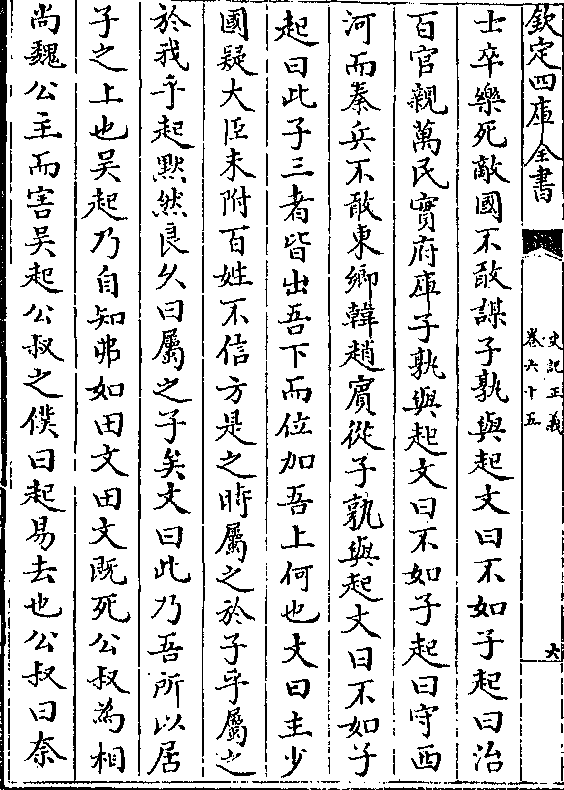 欽定四庫全書
史記正義
卷六十五
六
士卒樂死敵國不敢謀子孰與起文曰不如子起曰治
百官親萬民實府庫子孰與起文曰不如子起曰守西
河而秦兵不敢東鄉韓趙賓從子孰與起文曰不如子
起曰此子三者皆出吾下而位加吾上何也文曰主少
國疑大臣未附百姓不信方是之時屬之於子乎屬之
於我乎起黙然良久曰屬之子矣文曰此乃吾所以居
子之上也吳起乃自知弗如田文田文既死公叔為相
尚魏公主而害吳起公叔之僕曰起易去也公叔曰奈